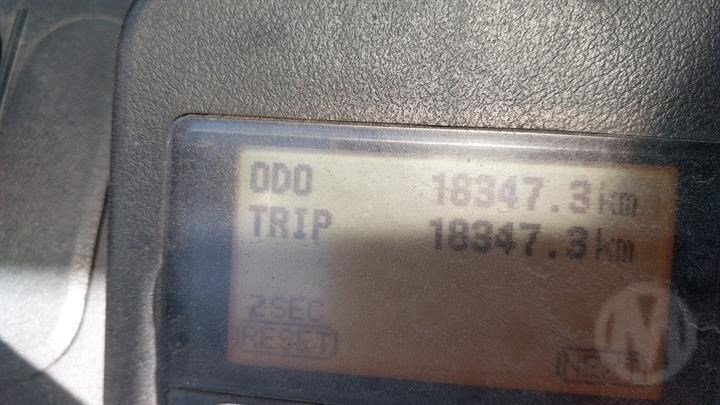 ODO 18347.3km
TRIP 18347.3km
2SEC
RESET
NEXT